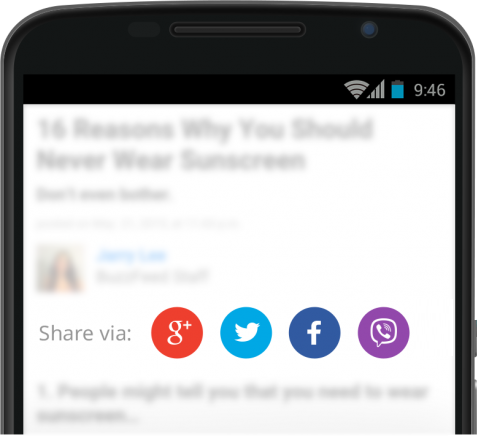 9:46
16 Reasons Why You Should
Never Wear Sunscreen
Don't even bother.
Jerry Lee
BuzzFeed Staff
Share via:
g+
f
1. People might tell you that you need to wear
sunscreen...